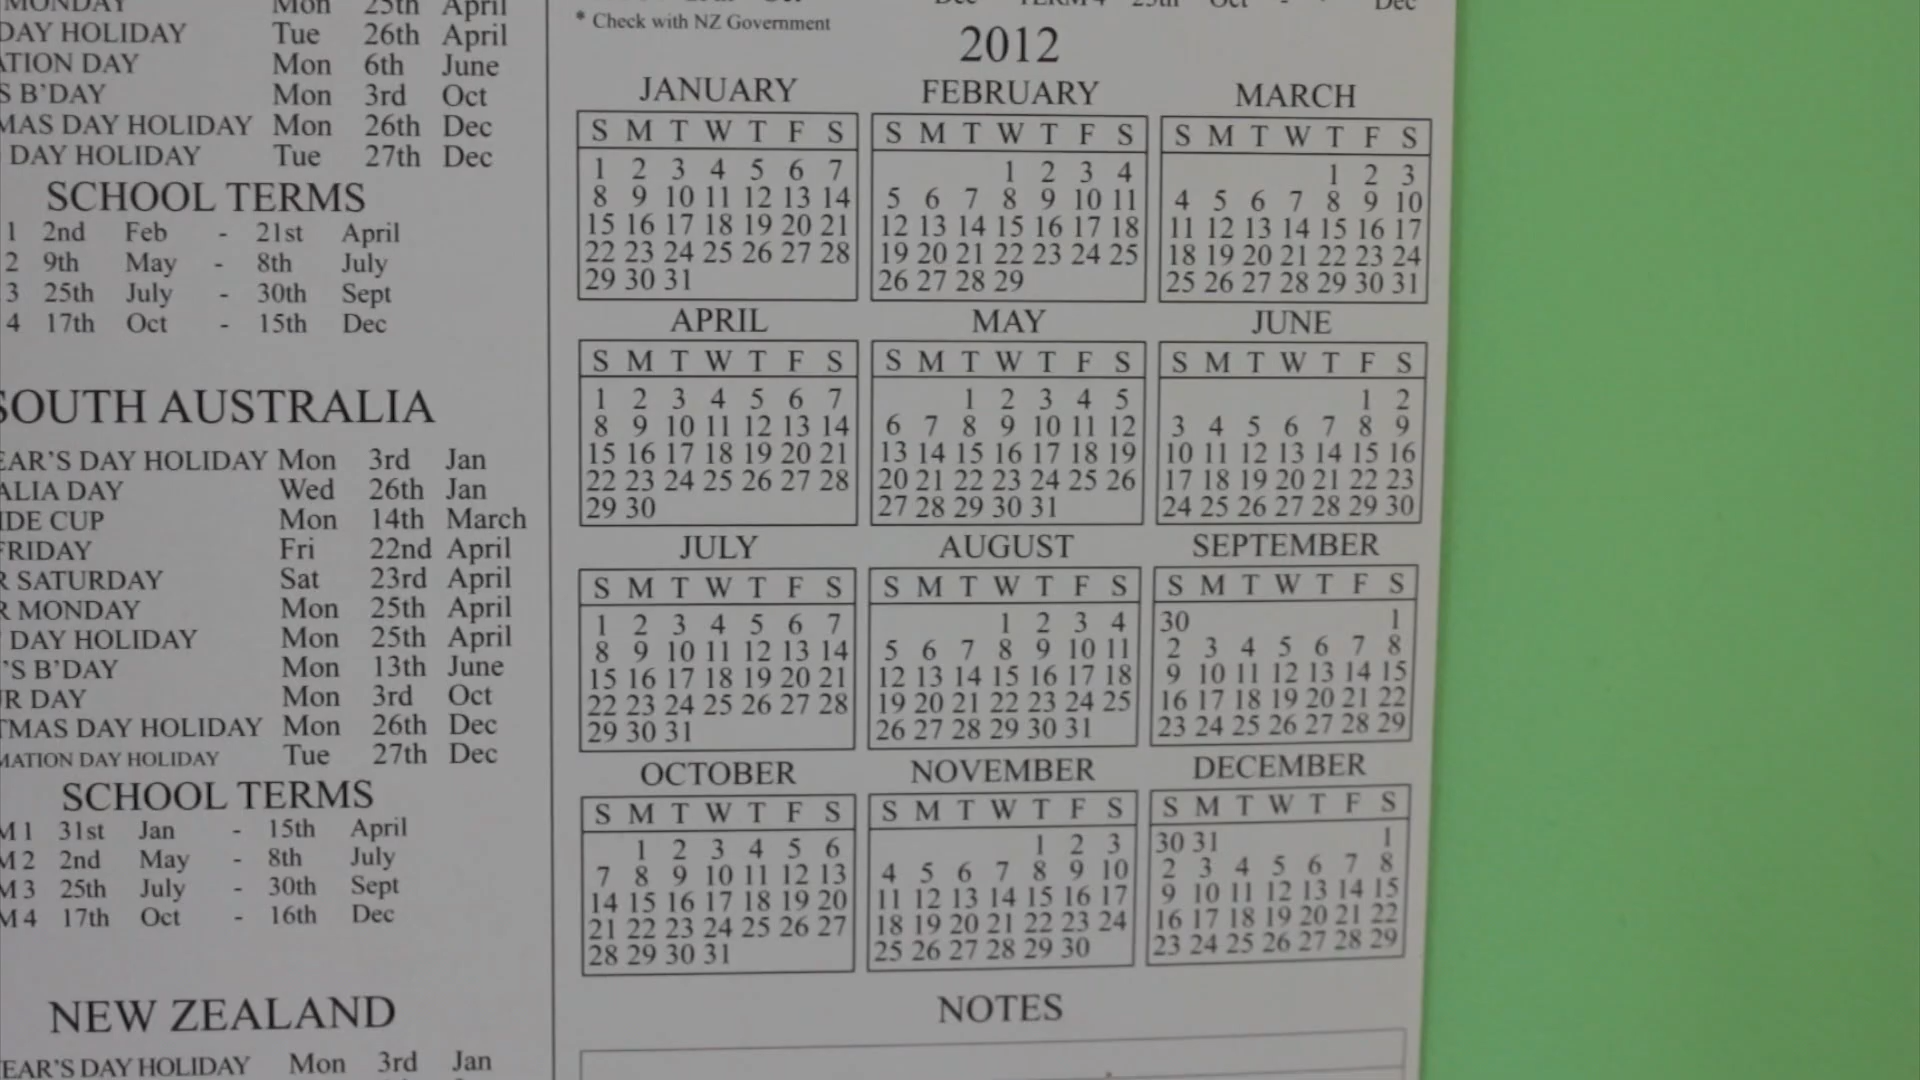 MONDAY Mon 25th April
DAY HOLIDAY Tue 26th April
ATION DAY Mon 6th June
S B'DAY Mon 3rd Oct
MAS DAY HOLIDAY Mon 26th Dec
DAY HOLIDAY Tue 27th Dec
SCHOOL TERMS
1 2nd Feb - 21st April
2 9th May - 8th July
3 25th July - 30th Sept
4 17th Oct - 15th Dec
SOUTH AUSTRALIA
EAR'S DAY HOLIDAY Mon 3rd Jan
ALIA DAY Wed 26th Jan
IDE CUP Mon 14th March
FRIDAY Fri 22nd April
R SATURDAY Sat 23rd April
R MONDAY Mon 25th April
DAY HOLIDAY Mon 25th April
'S B'DAY Mon 13th June
R DAY Mon 3rd Oct
TMAS DAY HOLIDAY Mon 26th Dec
MATION DAY HOLIDAY Tue 27th Dec
SCHOOL TERMS
M 1 31st Jan - 15th April
M 2 2nd May - 8th July
M 3 25th July - 30th Sept
M 4 17th Oct - 16th Dec
NEW ZEALAND
EAR'S DAY HOLIDAY Mon 3rd Jan
Dec TERM 4 25th Oct - * Dec
* Check with NZ Government
2012
JANUARY
S M T W T F S
1 2 3 4 5 6 7
8 9 10 11 12 13 14
15 16 17 18 19 20 21
22 23 24 25 26 27 28
29 30 31
FEBRUARY
S M T W T F S
1 2 3 4
5 6 7 8 9 10 11
12 13 14 15 16 17 18
19 20 21 22 23 24 25
26 27 28 29
MARCH
S M T W T F S
1 2 3
4 5 6 7 8 9 10
11 12 13 14 15 16 17
18 19 20 21 22 23 24
25 26 27 28 29 30 31
APRIL
S M T W T F S
1 2 3 4 5 6 7
8 9 10 11 12 13 14
15 16 17 18 19 20 21
22 23 24 25 26 27 28
29 30
MAY
S M T W T F S
1 2 3 4 5
6 7 8 9 10 11 12
13 14 15 16 17 18 19
20 21 22 23 24 25 26
27 28 29 30 31
JUNE
S M T W T F S
1 2
3 4 5 6 7 8 9
10 11 12 13 14 15 16
17 18 19 20 21 22 23
24 25 26 27 28 29 30
JULY
S M T W T F S
1 2 3 4 5 6 7
8 9 10 11 12 13 14
15 16 17 18 19 20 21
22 23 24 25 26 27 28
29 30 31
AUGUST
S M T W T F S
1 2 3 4
5 6 7 8 9 10 11
12 13 14 15 16 17 18
19 20 21 22 23 24 25
26 27 28 29 30 31
SEPTEMBER
S M T W T F S
30 1
2 3 4 5 6 7 8
9 10 11 12 13 14 15
16 17 18 19 20 21 22
23 24 25 26 27 28 29
OCTOBER
S M T W T F S
1 2 3 4 5 6
7 8 9 10 11 12 13
14 15 16 17 18 19 20
21 22 23 24 25 26 27
28 29 30 31
NOVEMBER
S M T W T F S
1 2 3
4 5 6 7 8 9 10
11 12 13 14 15 16 17
18 19 20 21 22 23 24
25 26 27 28 29 30
DECEMBER
S M T W T F S
30 31 1
2 3 4 5 6 7 8
9 10 11 12 13 14 15
16 17 18 19 20 21 22
23 24 25 26 27 28 29
NOTES